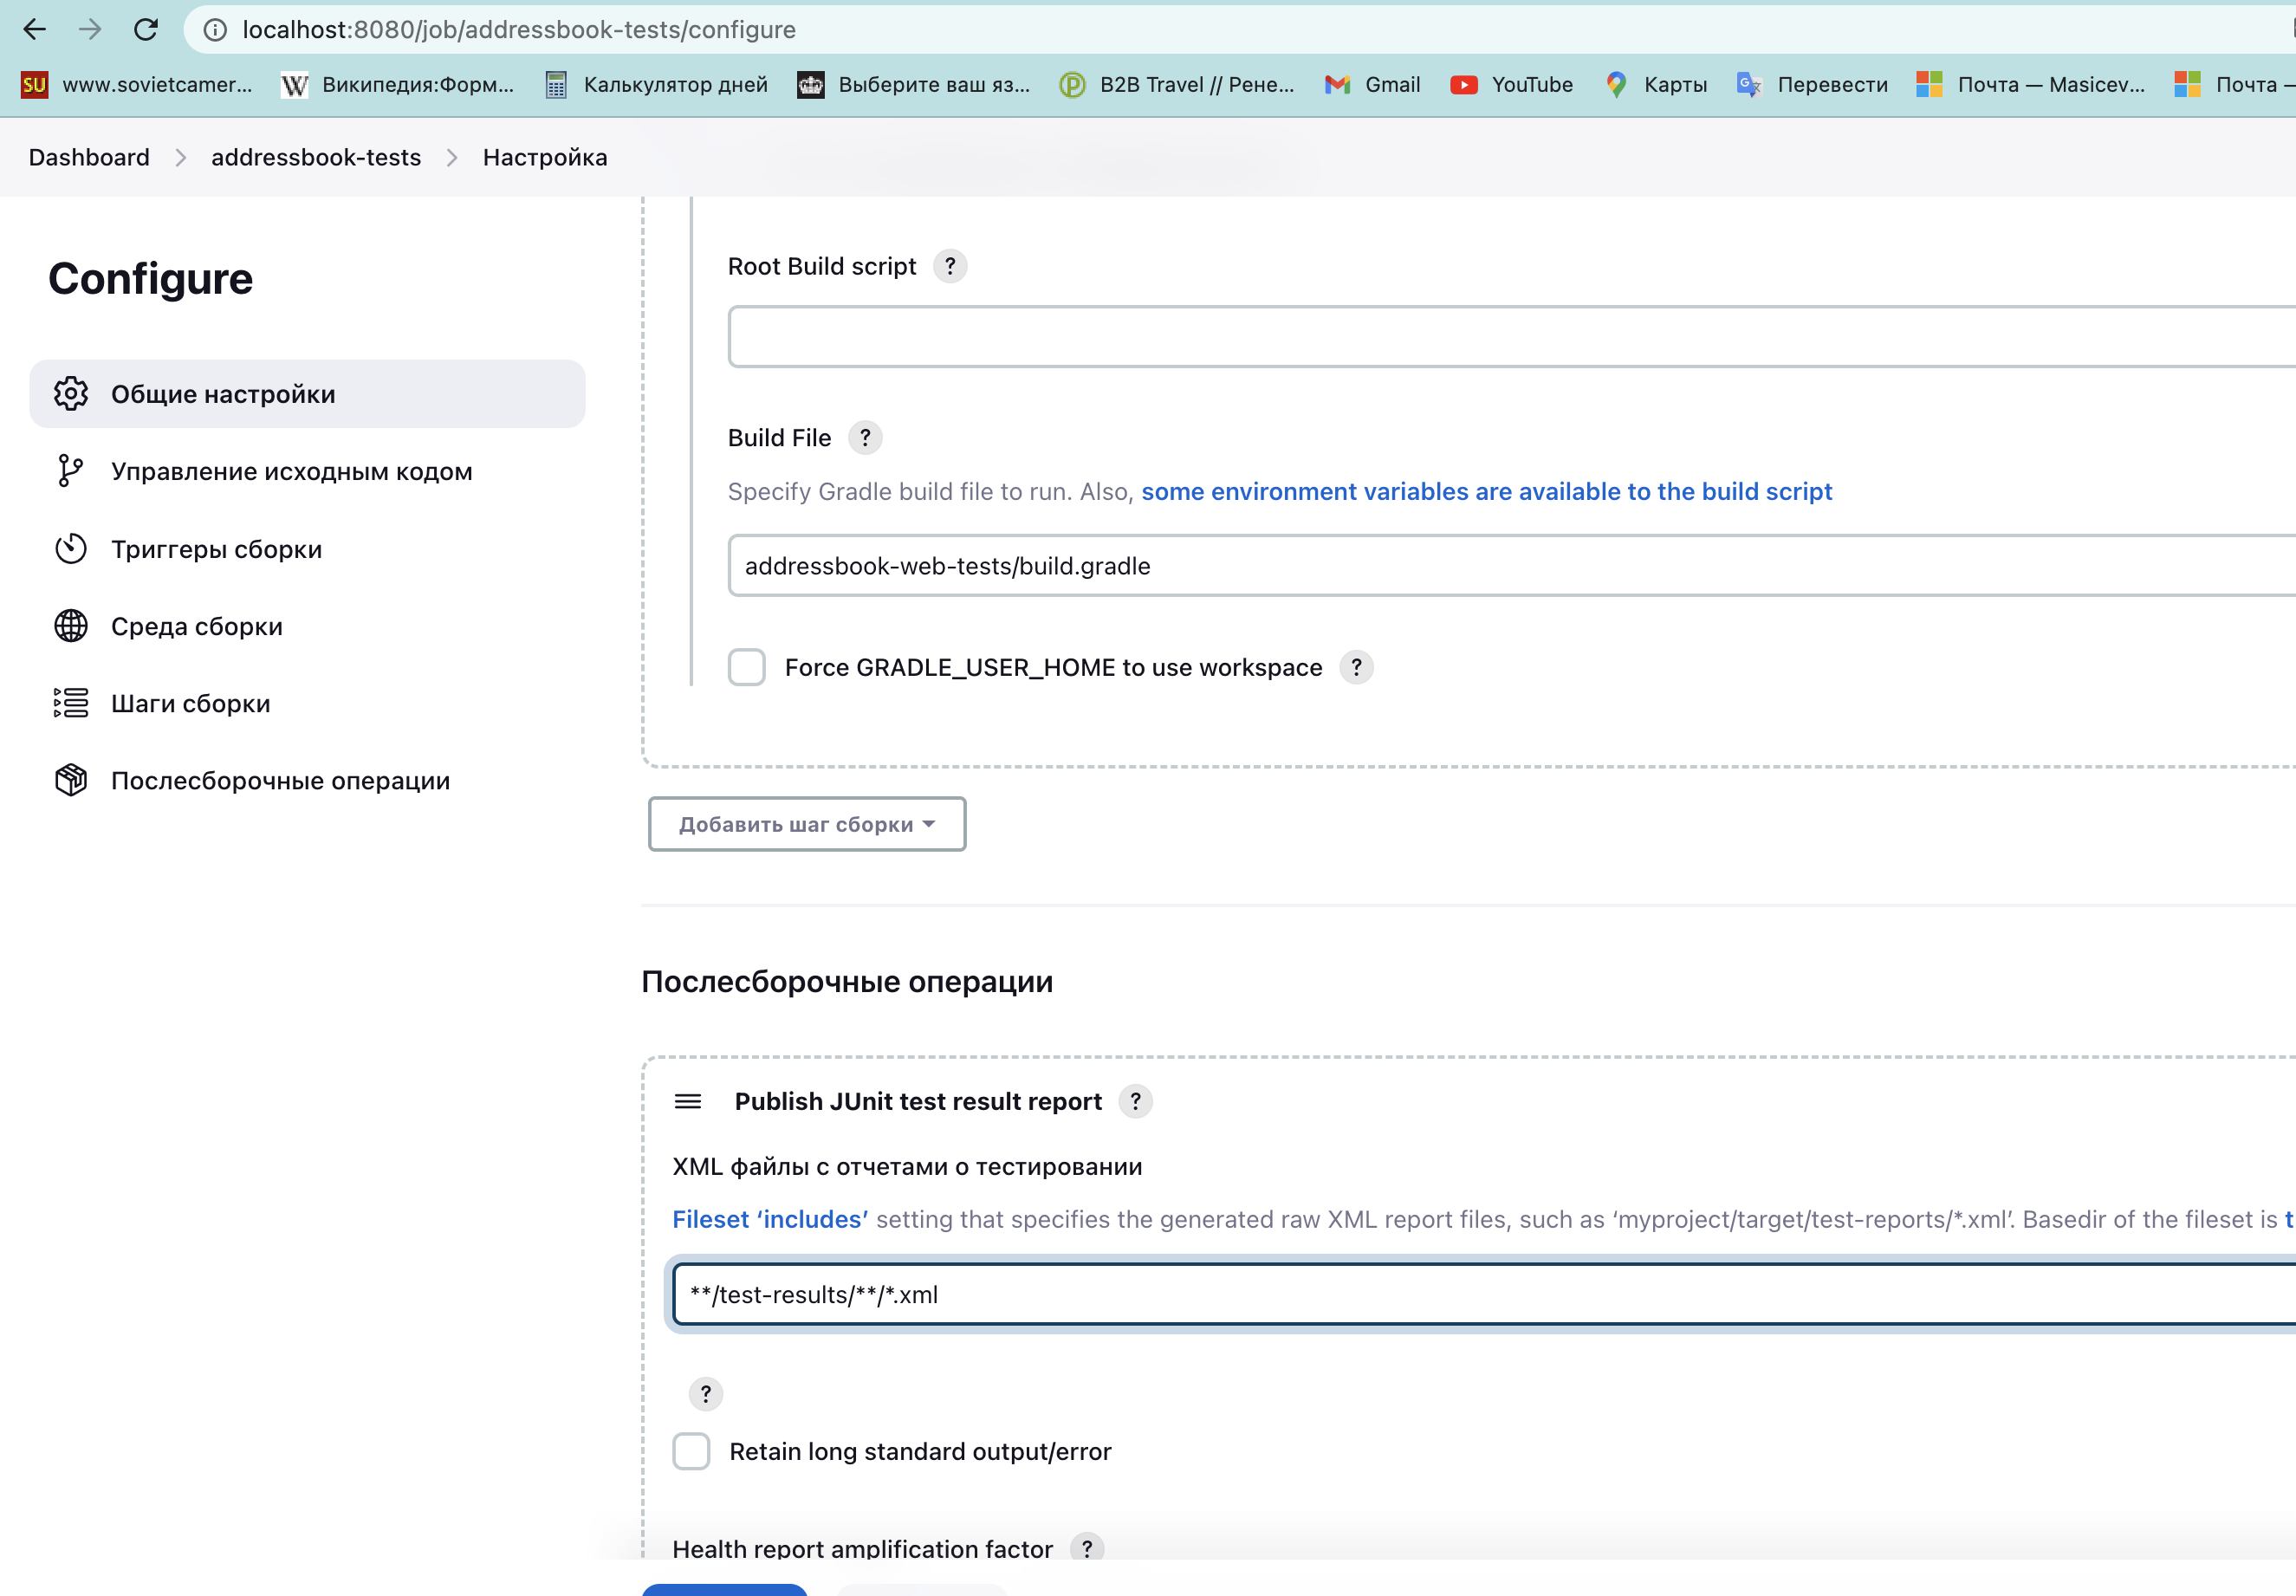 localhost:8080/job/addressbook-tests/configure
SU www.sovietcamer... W Википедия:Форм... Калькулятор дней Выберите ваш яз... B2B Travel // Рене... Gmail YouTube Карты Перевести Почта — Masicev... Почта —
Dashboard addressbook-tests Настройка
Configure
Общие настройки
Управление исходным кодом
Триггеры сборки
Среда сборки
Шаги сборки
Послесборочные операции
Root Build script ?
Build File ?
Specify Gradle build file to run. Also, some environment variables are available to the build script
addressbook-web-tests/build.gradle
Force GRADLE_USER_HOME to use workspace ?
Добавить шаг сборки
Послесборочные операции
Publish JUnit test result report ?
XML файлы с отчетами о тестировании
Fileset ‘includes’ setting that specifies the generated raw XML report files, such as ‘myproject/target/test-reports/*.xml’. Basedir of the fileset is
**/test-results/**/*.xml
?
Retain long standard output/error
Health report amplification factor ?